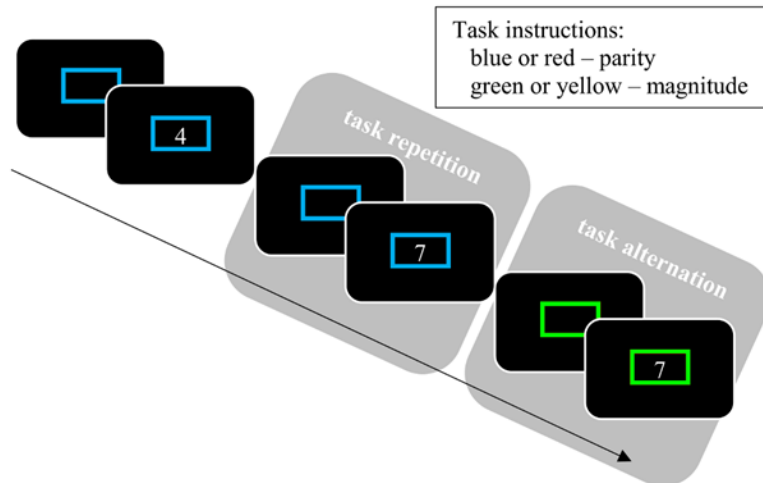 Task instructions:
blue or red – parity
green or yellow – magnitude
4
task repetition
7
task alternation
7